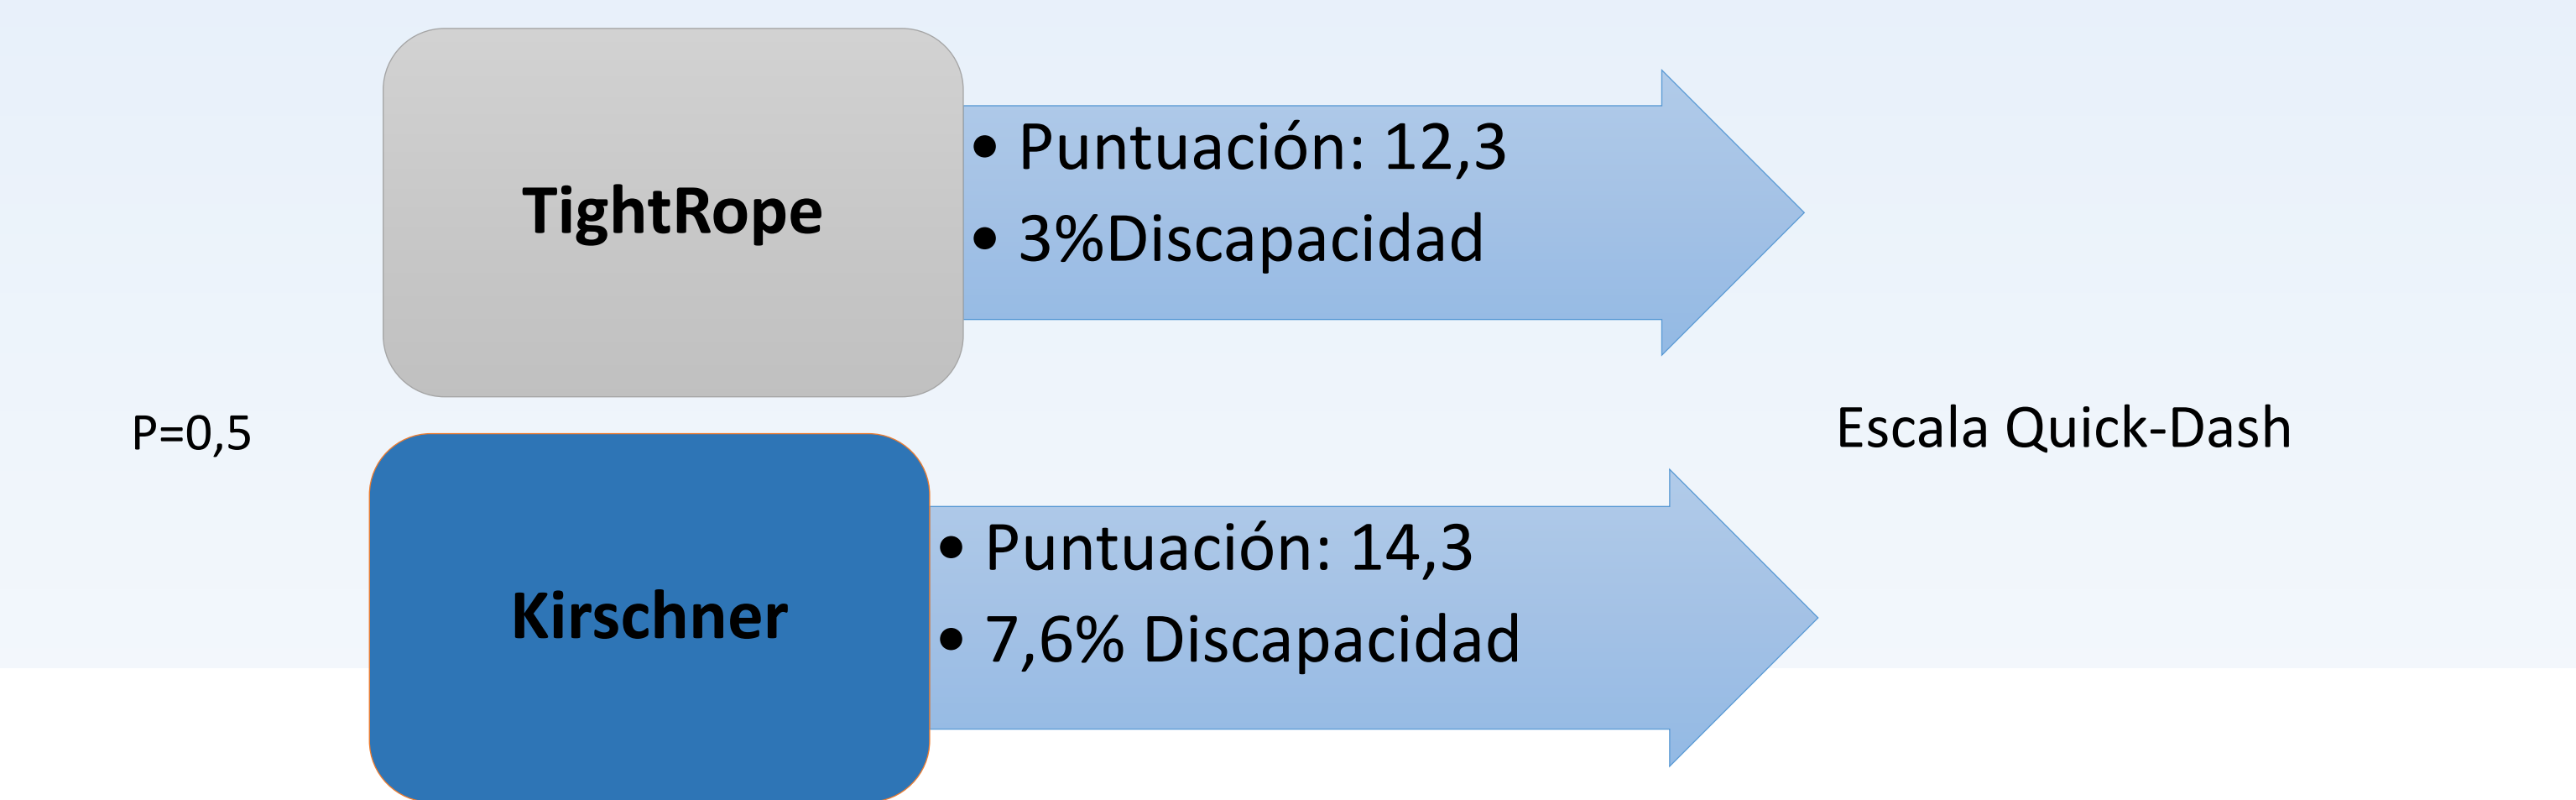 TightRope
• Puntuación: 12,3
• 3%Discapacidad
P=0,5
Escala Quick-Dash
Kirschner
• Puntuación: 14,3
• 7,6% Discapacidad